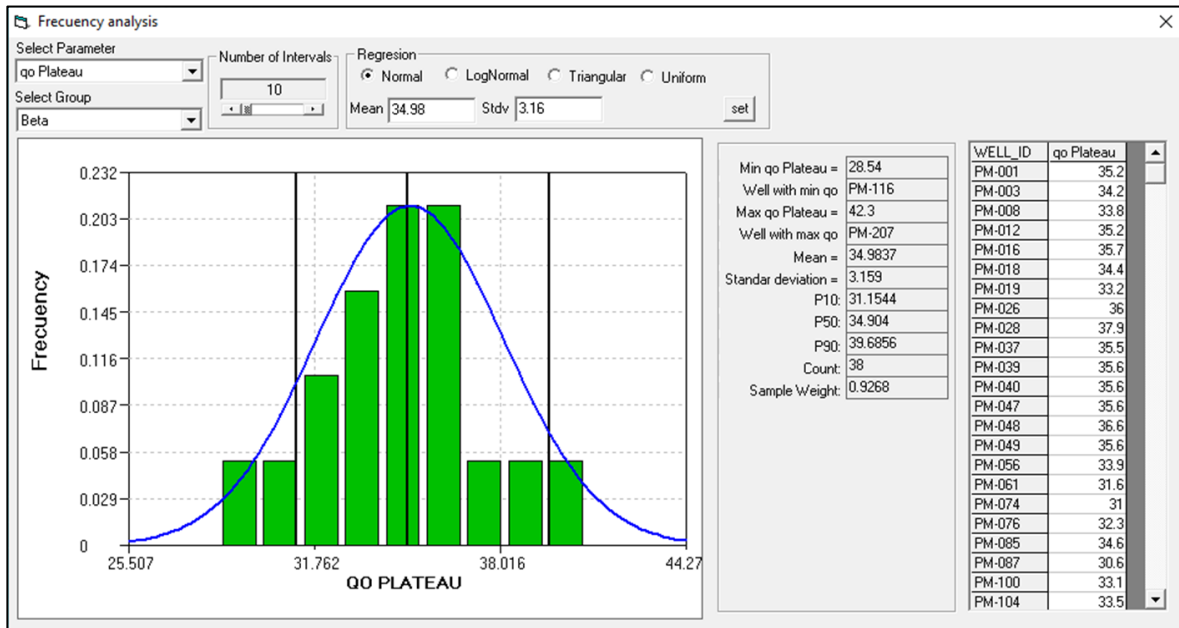 Frecuency analysis
Select Parameter
qo Plateau
Select Group
Beta
Number of Intervals
10
Regresion
Normal LogNormal Triangular Uniform
Mean 34.98 Stdv 3.16 set
Frecuency
0.232
0.203
0.174
0.145
0.116
0.087
0.058
0.029
0
25.507 31.762 38.016 44.27
QO PLATEAU
Min qo Plateau = 28.54
Well with min qo PM-116
Max qo Plateau = 42.3
Well with max qo PM-207
Mean = 34.9837
Standar deviation = 3.159
P10: 31.1544
P50: 34.904
P90: 39.6856
Count: 38
Sample Weight: 0.9268
WELL_ID qo Plateau
PM-001 35.2
PM-003 34.2
PM-008 33.8
PM-012 35.2
PM-016 35.7
PM-018 34.4
PM-019 33.2
PM-026 36
PM-028 37.9
PM-037 35.5
PM-039 35.6
PM-040 35.6
PM-047 35.6
PM-048 36.6
PM-049 35.6
PM-056 33.9
PM-061 31.6
PM-074 31
PM-076 32.3
PM-085 34.6
PM-087 30.6
PM-100 33.1
PM-104 33.5